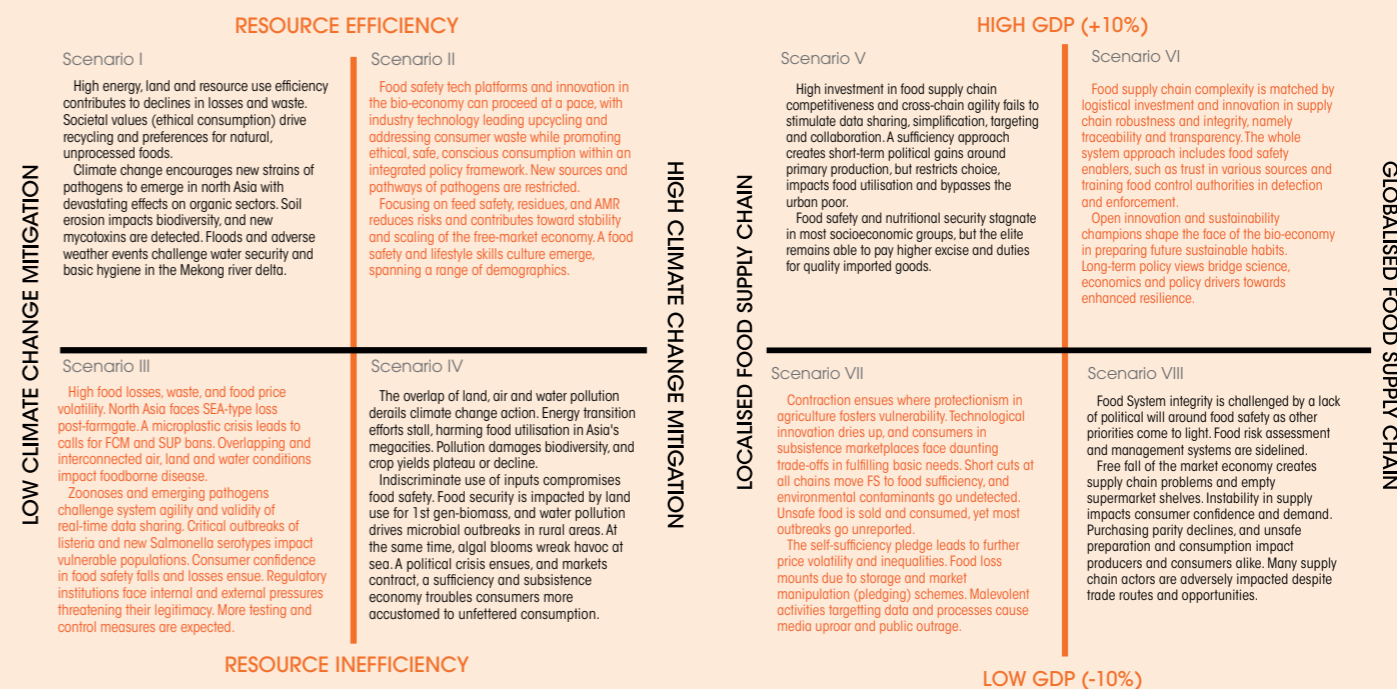 RESOURCE EFFICIENCY
LOW CLIMATE CHANGE MITIGATION
Scenario I
High energy, land and resource use efficiency
contributes to declines in losses and waste.
Societal values (ethical consumption) drive
recycling and preferences for natural,
unprocessed foods.
Climate change encourages new strains of
pathogens to emerge in north Asia with
devastating effects on organic sectors. Soil
erosion impacts biodiversity, and new
mycotoxins are detected. Floods and adverse
weather events challenge water security and
basic hygiene in the Mekong river delta.
Scenario II
Food safety tech platforms and innovation in
the bio-economy can proceed at a pace, with
industry technology leading upcycling and
addressing consumer waste while promoting
ethical, safe, conscious consumption within an
integrated policy framework. New sources and
pathways of pathogens are restricted.
Focusing on feed safety, residues, and AMR
reduces risks and contributes toward stability
and scaling of the free-market economy. A food
safety and lifestyle skills culture emerge,
spanning a range of demographics.
HIGH CLIMATE CHANGE MITIGATION
Scenario III
High food losses, waste, and food price
volatility. North Asia faces SEA-type loss
post-farmgate. A microplastic crisis leads to
calls for FCM and SUP bans. Overlapping and
interconnected air, land and water conditions
impact foodborne disease.
Zoonoses and emerging pathogens
challenge system agility and validity of
real-time data sharing. Critical outbreaks of
listeria and new Salmonella serotypes impact
vulnerable populations. Consumer confidence
in food safety falls and losses ensue. Regulatory
institutions face internal and external pressures
threatening their legitimacy. More testing and
control measures are expected.
Scenario IV
The overlap of land, air and water pollution
derails climate change action. Energy transition
efforts stall, harming food utilisation in Asia's
megacities. Pollution damages biodiversity, and
crop yields plateau or decline.
Indiscriminate use of inputs compromises
food safety. Food security is impacted by land
use for 1st gen-biomass, and water pollution
drives microbial outbreaks in rural areas. At
the same time, algal blooms wreak havoc at
sea. A political crisis ensues, and markets
contract, a sufficiency and subsistence
economy troubles consumers more
accustomed to unfettered consumption.
RESOURCE INEFFICIENCY
HIGH GDP (+10%)
LOCALISED FOOD SUPPLY CHAIN
Scenario V
High investment in food supply chain
competitiveness and cross-chain agility fails to
stimulate data sharing, simplification, targeting
and collaboration. A sufficiency approach
creates short-term political gains around
primary production, but restricts choice,
impacts food utilisation and bypasses the
urban poor.
Food safety and nutritional security stagnate
in most socioeconomic groups, but the elite
remains able to pay higher excise and duties
for quality imported goods.
Scenario VI
Food supply chain complexity is matched by
logistical investment and innovation in supply
chain robustness and integrity, namely
traceability and transparency. The whole
system approach includes food safety
enablers, such as trust in various sources and
training food control authorities in detection
and enforcement.
Open innovation and sustainability
champions shape the face of the bio-economy
in preparing future sustainable habits.
Long-term policy views bridge science,
economics and policy drivers towards
enhanced resilience.
GLOBALISED FOOD SUPPLY CHAIN
Scenario VII
Contraction ensues where protectionism in
agriculture fosters vulnerability. Technological
innovation dries up, and consumers in
subsistence marketplaces face daunting
trade-offs in fulfilling basic needs. Short cuts at
all chains move FS to food sufficiency, and
environmental contaminants go undetected.
Unsafe food is sold and consumed, yet most
outbreaks go unreported.
The self-sufficiency pledge leads to further
price volatility and inequalities. Food loss
mounts due to storage and market
manipulation (pledging) schemes. Malevolent
activities targetting data and processes cause
media uproar and public outrage.
Scenario VIII
Food System integrity is challenged by a lack
of political will around food safety as other
priorities come to light. Food risk assessment
and management systems are sidelined.
Free fall of the market economy creates
supply chain problems and empty
supermarket shelves. Instability in supply
impacts consumer confidence and demand.
Purchasing parity declines, and unsafe
preparation and consumption impact
producers and consumers alike. Many supply
chain actors are adversely impacted despite
trade routes and opportunities.
LOW GDP (-10%)